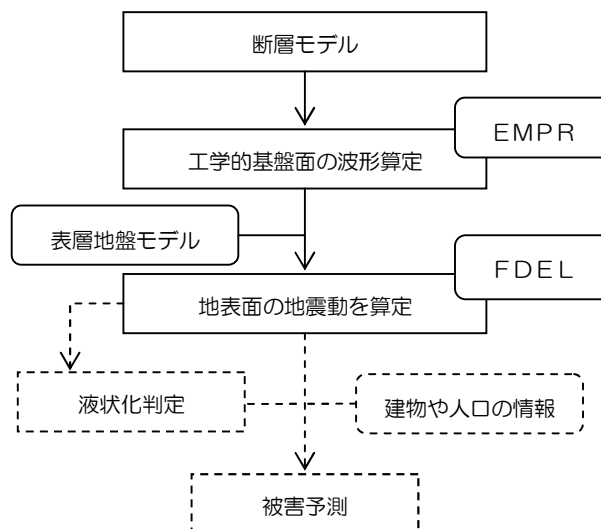 断層モデル
ＥＭＰＲ
工学的基盤面の波形算定
表層地盤モデル
ＦＤＥＬ
地表面の地震動を算定
液状化判定
建物や人口の情報
被害予測